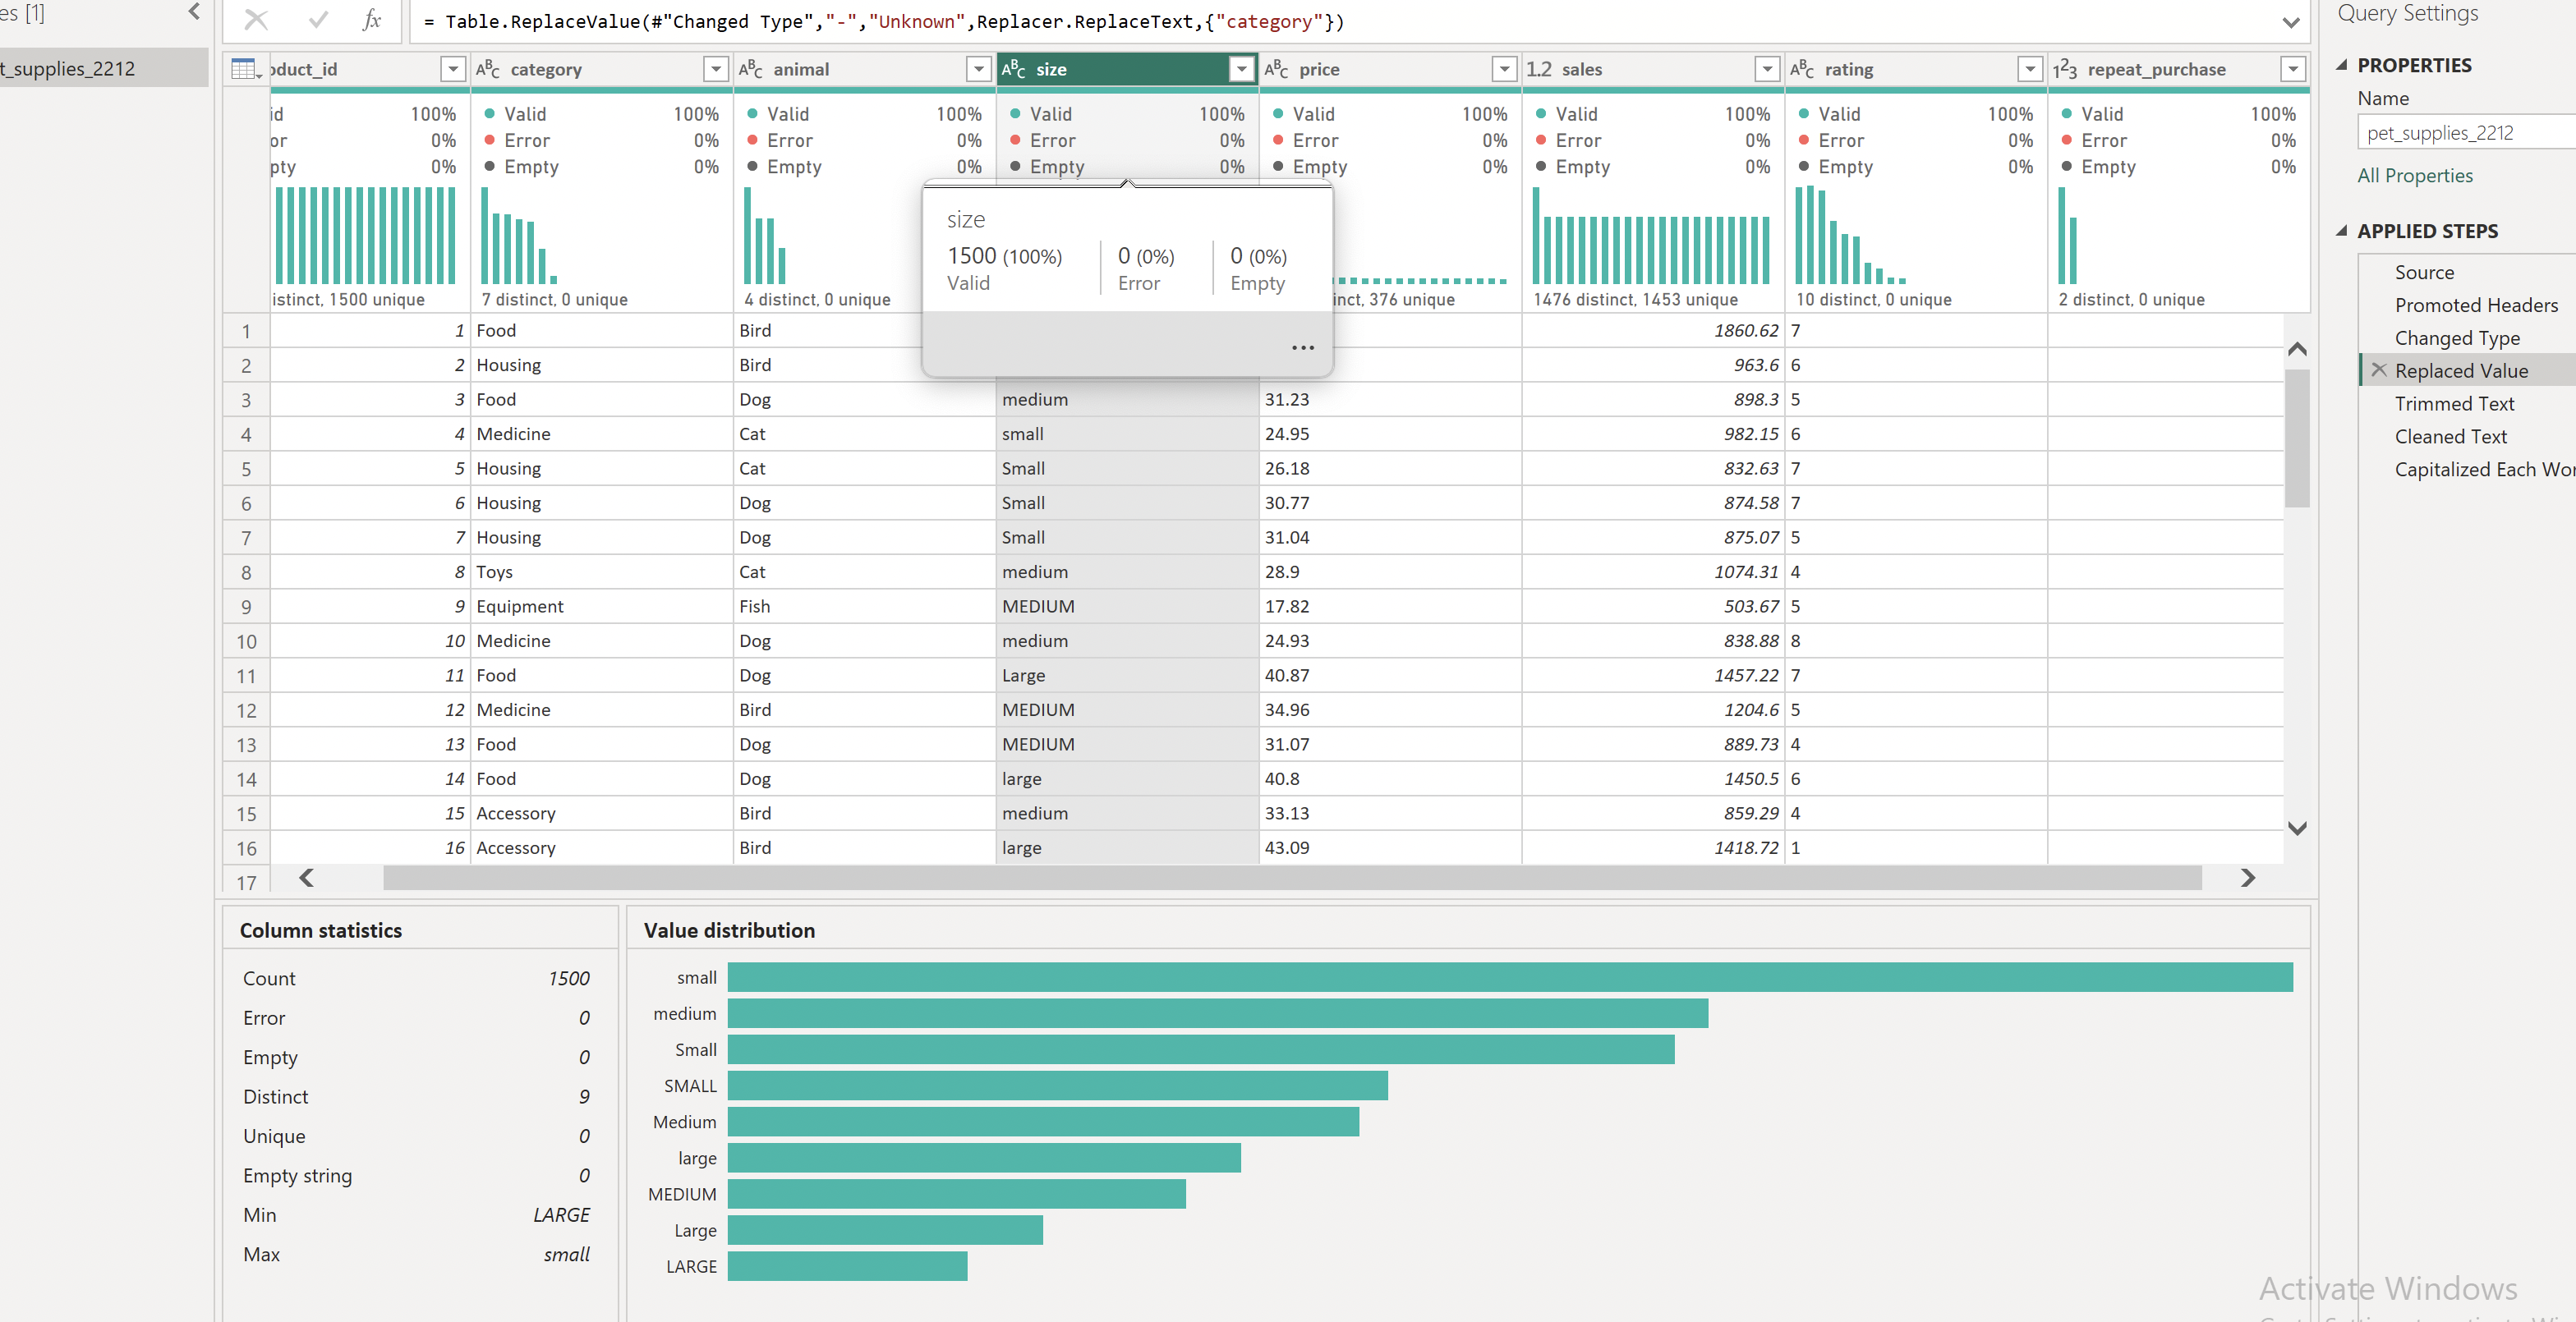 es [1]
t_supplies_2212
fx
= Table.ReplaceValue(#"Changed Type","-","Unknown",Replacer.ReplaceText,{"category"})
oduct_id ABC category ABC animal ABC size ABC price 1.2 sales ABC rating 123 repeat_purchase
id 100% Valid 100% Valid 100% Valid 100% Valid 100% Valid 100% Valid 100% Valid 100%
or 0% Error 0% Error 0% Error 0% Error 0% Error 0% Error 0% Error 0%
pty 0% Empty 0% Empty 0% Empty 0% Empty 0% Empty 0% Empty 0% Empty 0%
istinct, 1500 unique 7 distinct, 0 unique 4 distinct, 0 unique inct, 376 unique 1476 distinct, 1453 unique 10 distinct, 0 unique 2 distinct, 0 unique
size
1500 (100%) 0 (0%) 0 (0%)
Valid Error Empty
...
1 1 Food Bird 1860.62 7
2 2 Housing Bird 963.6 6
3 3 Food Dog medium 31.23 898.3 5
4 4 Medicine Cat small 24.95 982.15 6
5 5 Housing Cat Small 26.18 832.63 7
6 6 Housing Dog Small 30.77 874.58 7
7 7 Housing Dog Small 31.04 875.07 5
8 8 Toys Cat medium 28.9 1074.31 4
9 9 Equipment Fish MEDIUM 17.82 503.67 5
10 10 Medicine Dog medium 24.93 838.88 8
11 11 Food Dog Large 40.87 1457.22 7
12 12 Medicine Bird MEDIUM 34.96 1204.6 5
13 13 Food Dog MEDIUM 31.07 889.73 4
14 14 Food Dog large 40.8 1450.5 6
15 15 Accessory Bird medium 33.13 859.29 4
16 16 Accessory Bird large 43.09 1418.72 1
17
Column statistics
Count 1500
Error 0
Empty 0
Distinct 9
Unique 0
Empty string 0
Min LARGE
Max small
Value distribution
small
medium
Small
SMALL
Medium
large
MEDIUM
Large
LARGE
Query Settings
PROPERTIES
Name
pet_supplies_2212
All Properties
APPLIED STEPS
Source
Promoted Headers
Changed Type
Replaced Value
Trimmed Text
Cleaned Text
Capitalized Each Wor
Activate Windows